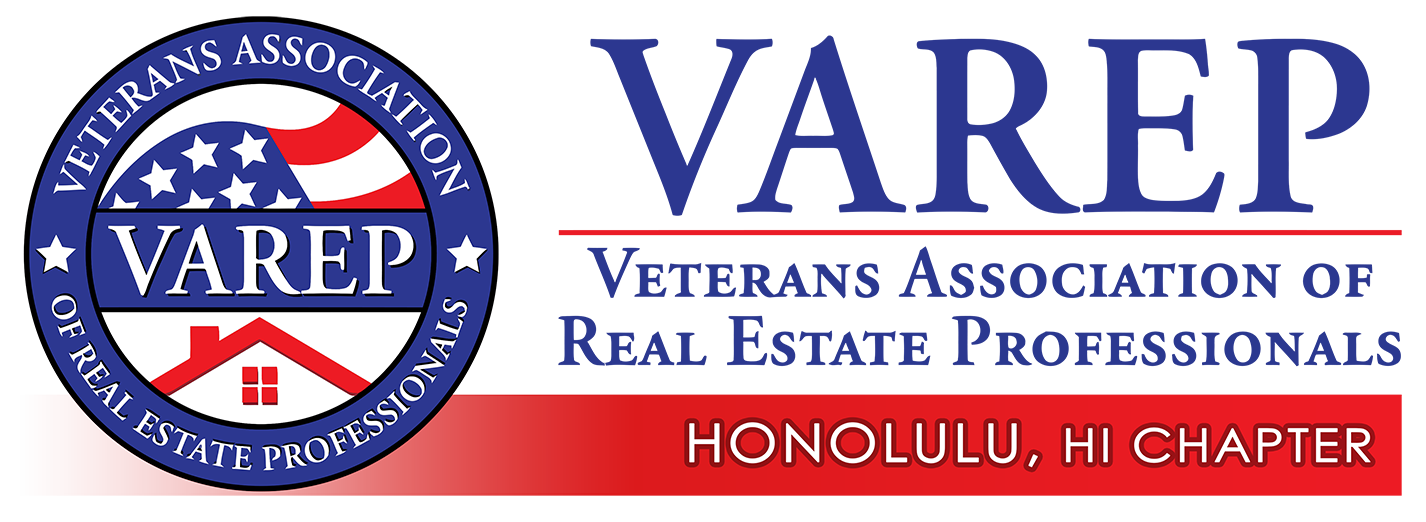 VETERANS ASSOCIATION
VAREP
OF REAL ESTATE PROFESSIONALS
VAREP
VETERANS ASSOCIATION OF
REAL ESTATE PROFESSIONALS
HONOLULU, HI CHAPTER